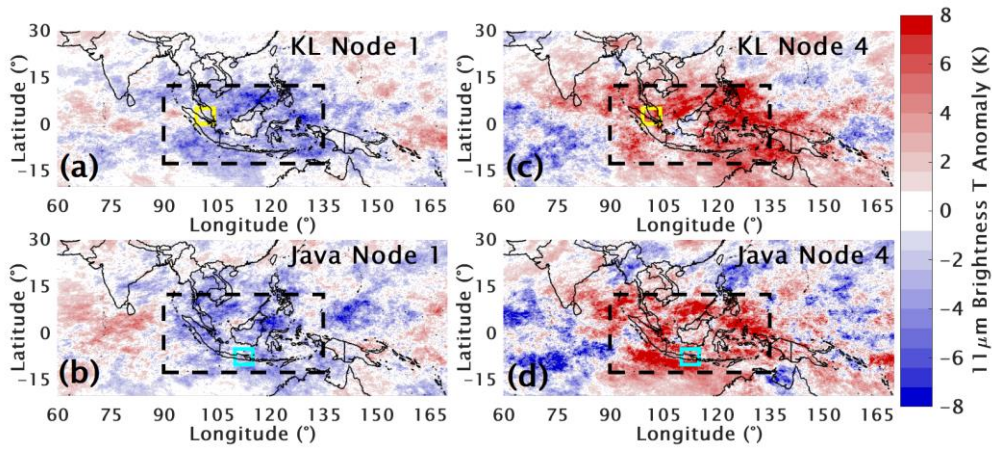 KL Node 1
(a)
30
15
0
−15
Latitude (°)
60 75 90 105 120 135 150 165
Longitude (°)
KL Node 4
(c)
30
15
0
−15
Latitude (°)
60 75 90 105 120 135 150 165
Longitude (°)
Java Node 1
(b)
30
15
0
−15
Latitude (°)
60 75 90 105 120 135 150 165
Longitude (°)
Java Node 4
(d)
30
15
0
−15
Latitude (°)
60 75 90 105 120 135 150 165
Longitude (°)
8
6
4
2
0
−2
−4
−6
−8
11 μm Brightness T Anomaly (K)